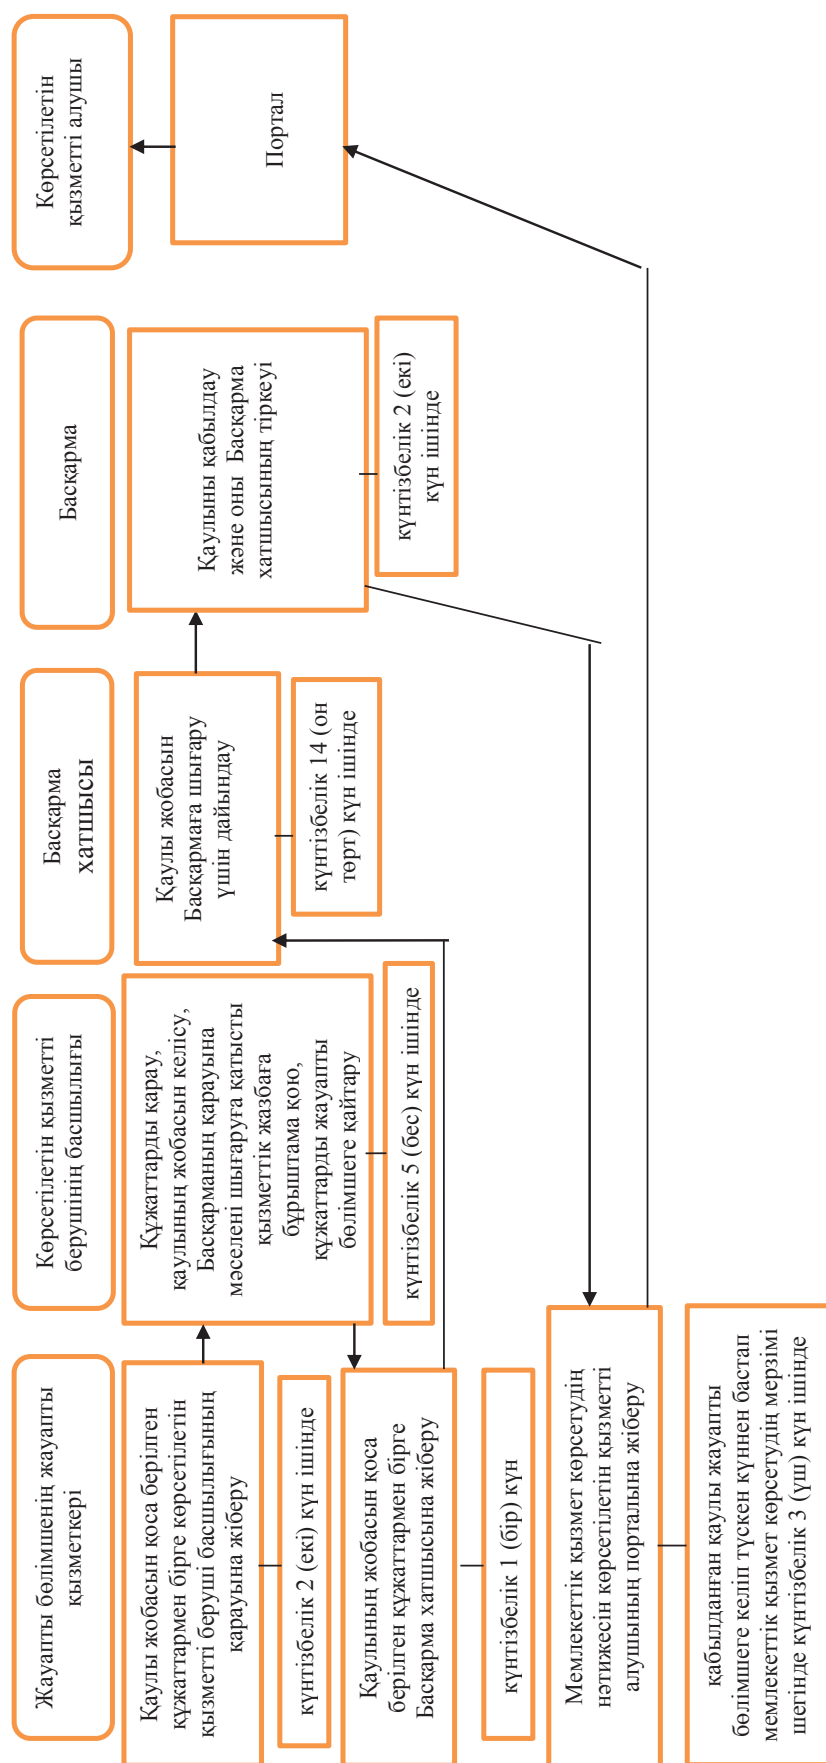 Жауапты бөлімшенің жауапты
қызметкері
Көрсетілетін қызметті
берушінің басшылығы
Басқарма
хатшысы
Басқарма
Көрсетілетін
қызметті алушы
Қаулы жобасын қоса берілген
құжаттармен бірге көрсетілетін
қызметті беруші басшылығының
қарауына жіберу
күнтізбелік 2 (екі) күн ішінде
Құжаттарды қарау,
қаулының жобасын келісу,
Басқарманың қарауына
мәселені шығаруға қатысты
қызметтік жазбаға
бұрыштама қою,
құжаттарды жауапты
бөлімшеге қайтару
күнтізбелік 5 (бес) күн ішінде
Қаулының жобасын қоса
берілген құжаттармен бірге
Басқарма хатшысына жіберу
күнтізбелік 1 (бір) күн
Қаулы жобасын
Басқармаға шығару
үшін дайындау
күнтізбелік 14 (он
төрт) күн ішінде
Қаулыны қабылдау
және оны Басқарма
хатшысының тіркеуі
күнтізбелік 2 (екі)
күн ішінде
Мемлекеттік қызмет көрсетудің
нәтижесін көрсетілетін қызметті
алушының порталына жіберу
қабылданған қаулы жауапты
бөлімшеге келіп түскен күннен бастап
мемлекеттік қызмет көрсетудің мерзімі
шегінде күнтізбелік 3 (үш) күн ішінде
Портал